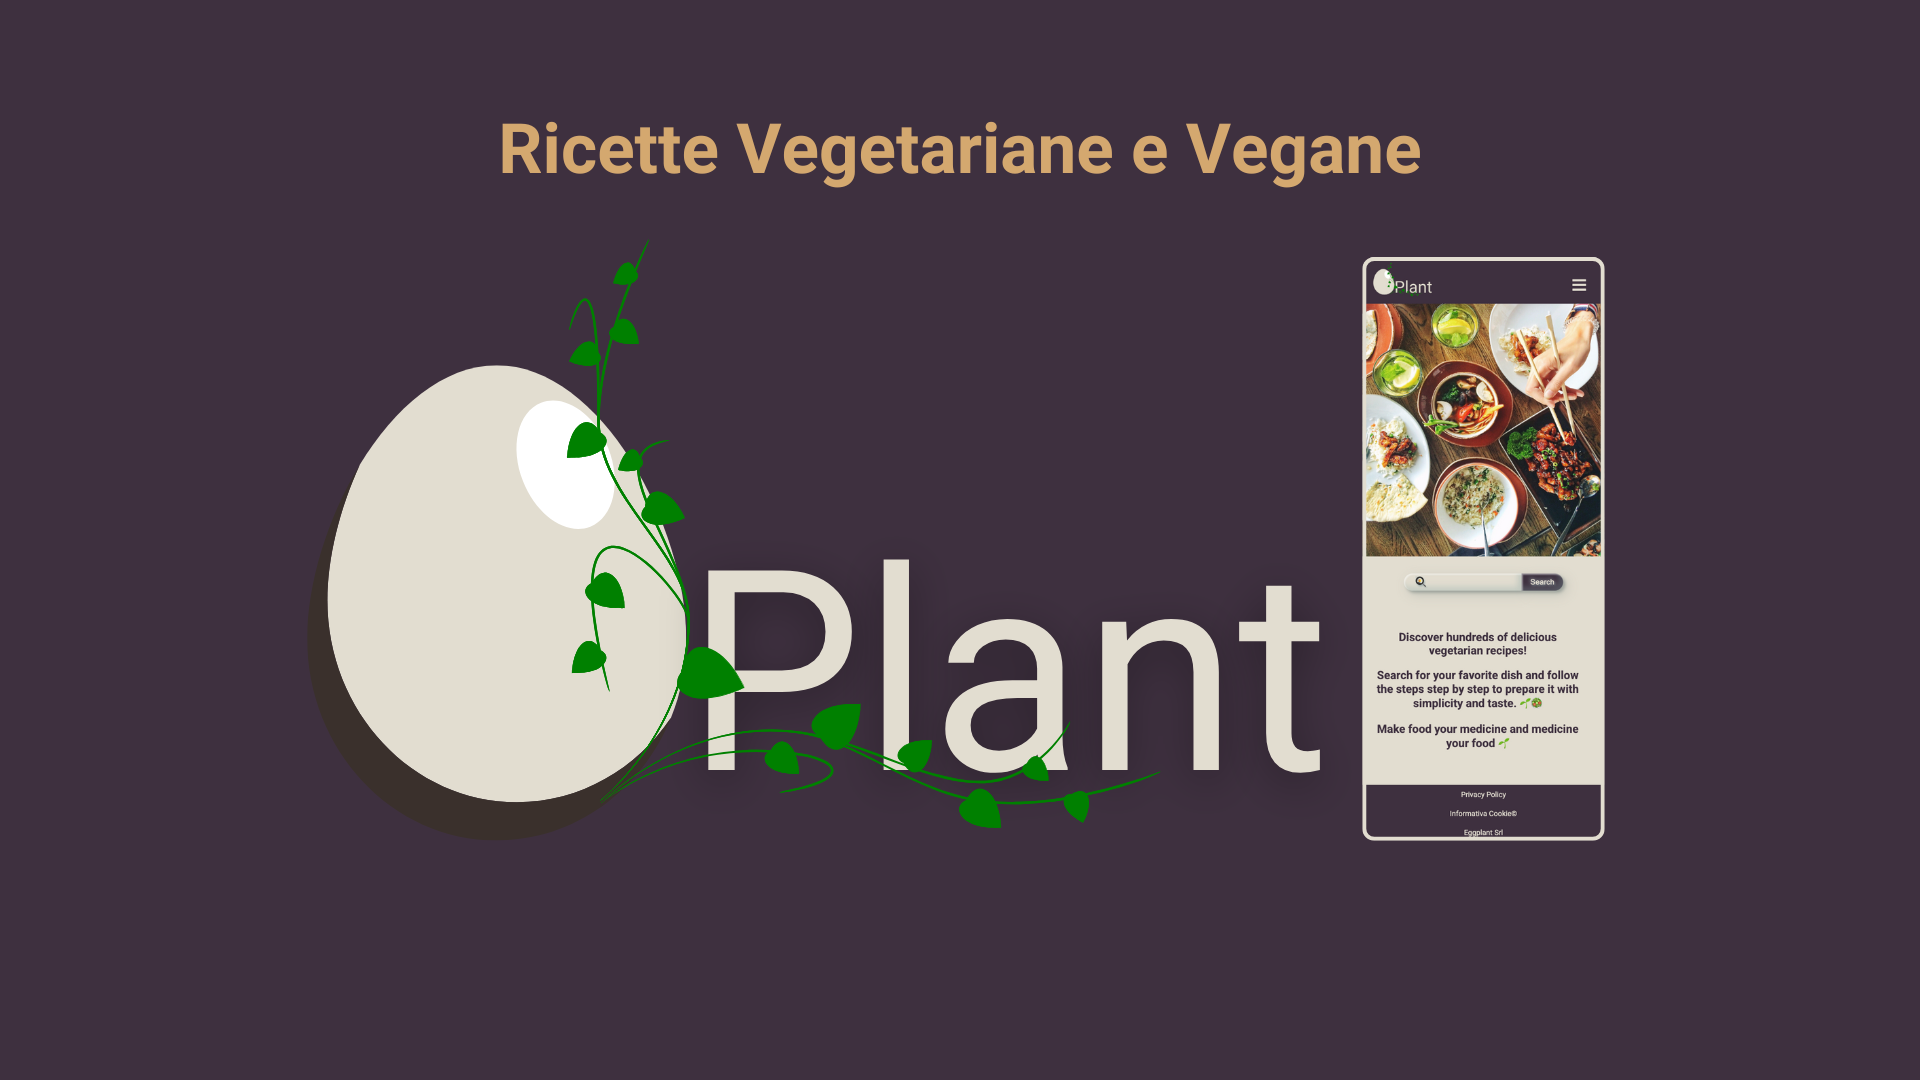 Ricette Vegetariane e Vegane
Plant
Plant
Search
Discover hundreds of delicious
vegetarian recipes!
Search for your favorite dish and follow
the steps step by step to prepare it with
simplicity and taste. 🌱🥝
Make food your medicine and medicine
your food 🌱
Privacy Policy
Informativa Cookie©
Eggplant Srl